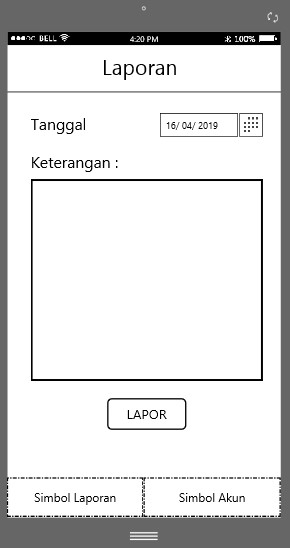 BELL 4:20 PM 100%
Laporan
Tanggal 16/ 04/ 2019
Keterangan :
LAPOR
Simbol Laporan Simbol Akun